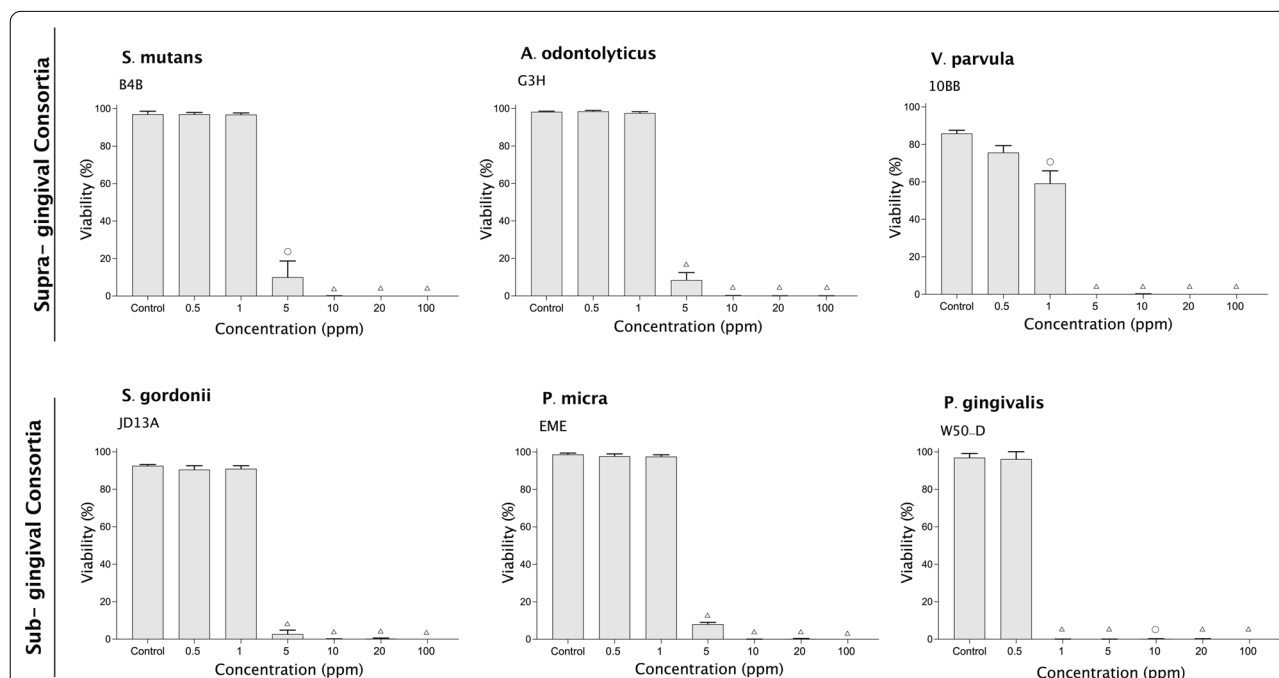 Supra- gingival Consortia
S. mutans
B4B
Viability (%)
100
80
60
40
20
0
Control 0.5 1 5 10 20 100
Concentration (ppm)
A. odontolyticus
G3H
Viability (%)
100
80
60
40
20
0
Control 0.5 1 5 10 20 100
Concentration (ppm)
V. parvula
10BB
Viability (%)
100
80
60
40
20
0
Control 0.5 1 5 10 20 100
Concentration (ppm)
Sub- gingival Consortia
S. gordonii
JD13A
Viability (%)
100
80
60
40
20
0
Control 0.5 1 5 10 20 100
Concentration (ppm)
P. micra
EME
Viability (%)
100
80
60
40
20
0
Control 0.5 1 5 10 20 100
Concentration (ppm)
P. gingivalis
W50-D
Viability (%)
100
80
60
40
20
0
Control 0.5 1 5 10 20 100
Concentration (ppm)